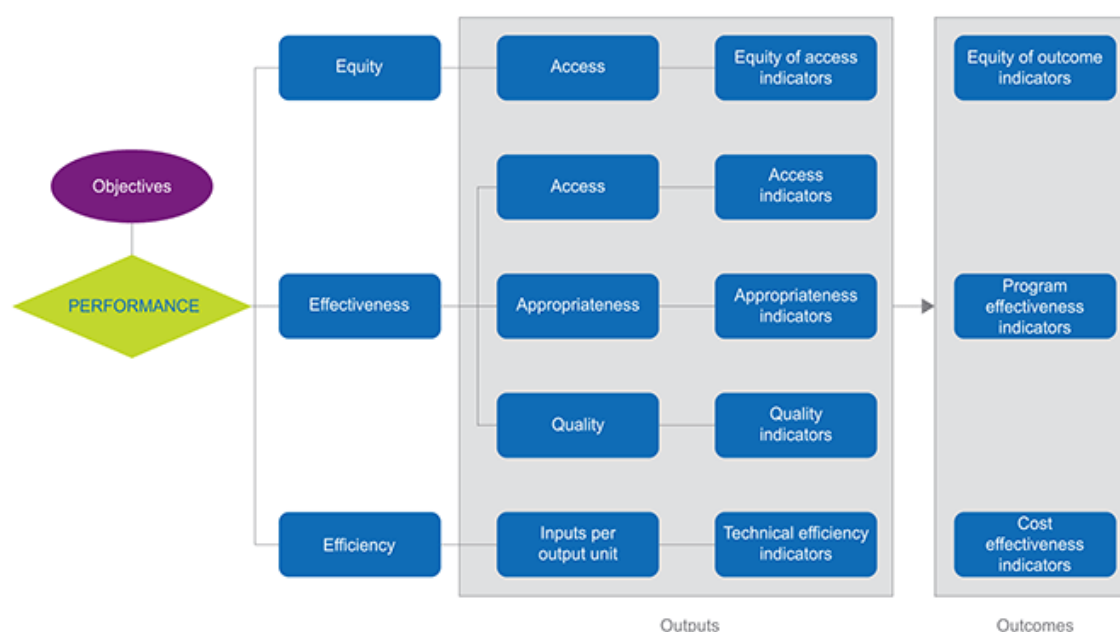 Objectives
PERFORMANCE
Equity
Access
Equity of access
indicators
Equity of outcome
indicators
Access
Access
indicators
Effectiveness
Appropriateness
Appropriateness
indicators
Program
effectiveness
indicators
Quality
Quality
indicators
Efficiency
Inputs per
output unit
Technical efficiency
indicators
Cost
effectiveness
indicators
Outputs
Outcomes